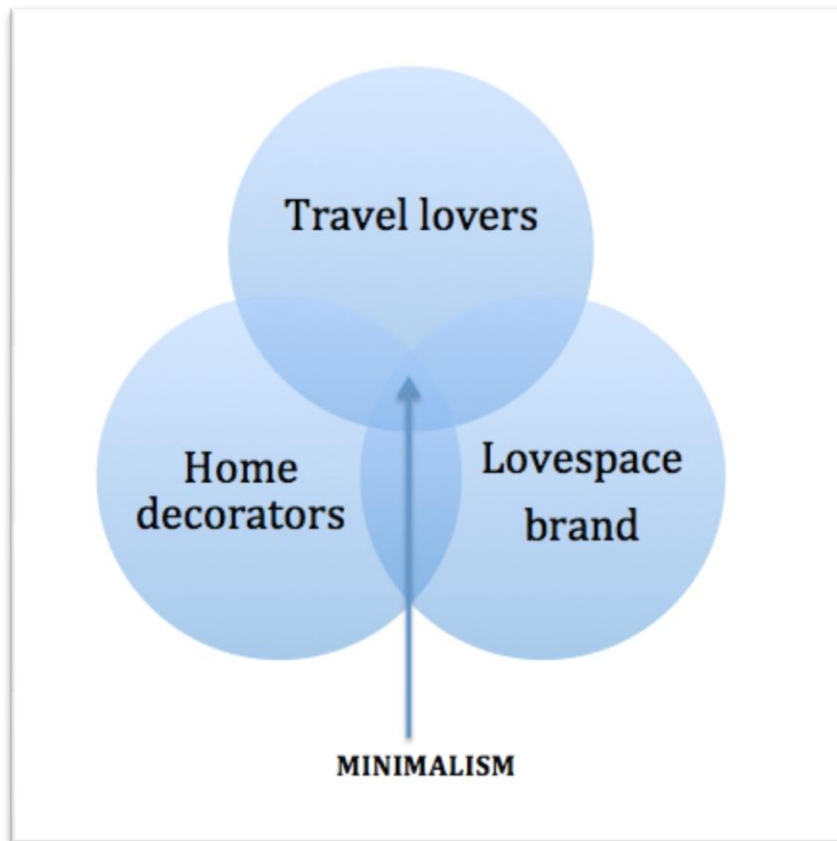 Travel lovers
Home
decorators
Lovespace
brand
MINIMALISM